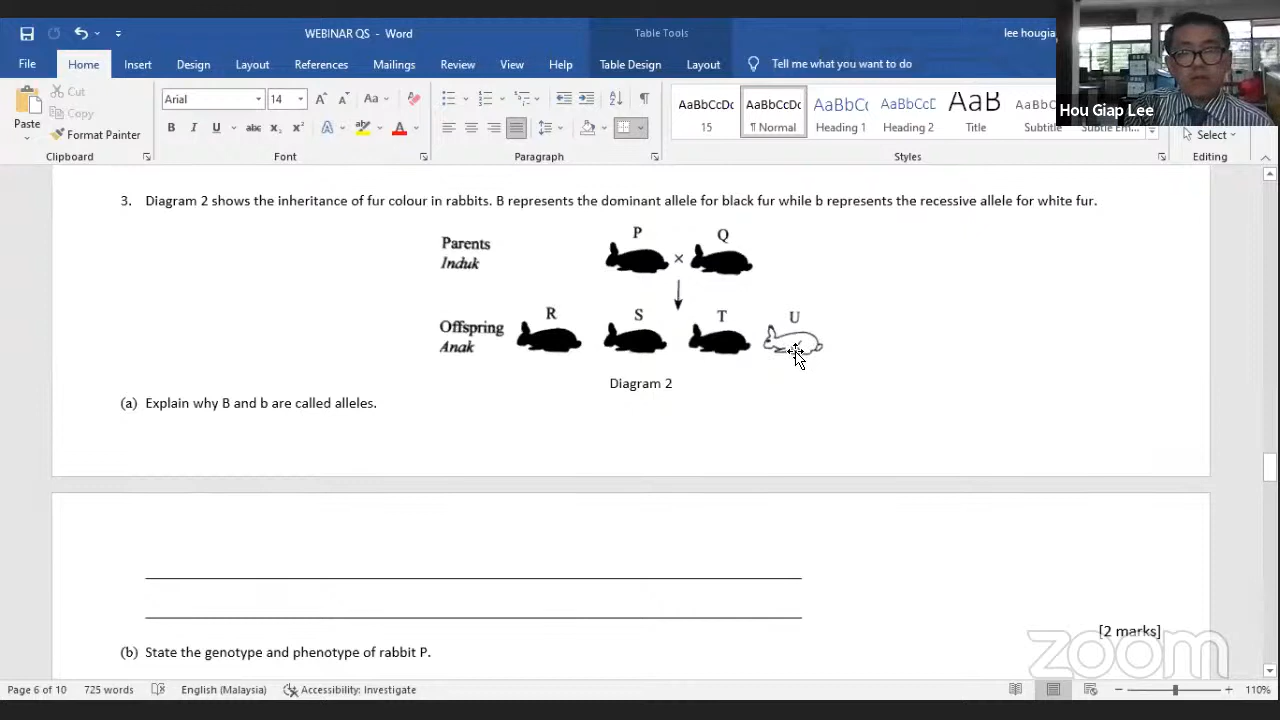 WEBINAR QS - Word
Table Tools
lee hougia
File Home Insert Design Layout References Mailings Review View Help Table Design Layout Tell me what you want to do
Cut
Copy
Paste
Format Painter
Clipboard
Arial 14
Font
Paragraph
AaBbCcDc AaBbCcDc AaBbCcD AaBbCcD AaB AaBbCcD
15 ¶ Normal Heading 1 Heading 2 Title Subtitle Subtle Em...
Styles
Select
Editing
Hou Giap Lee
3. Diagram 2 shows the inheritance of fur colour in rabbits. B represents the dominant allele for black fur while b represents the recessive allele for white fur.
Parents
Induk
P × Q
Offspring
Anak
R S T U
Diagram 2
(a) Explain why B and b are called alleles.
[2 marks]
(b) State the genotype and phenotype of rabbit P.
zoom
Page 6 of 10 725 words English (Malaysia) Accessibility: Investigate 110%